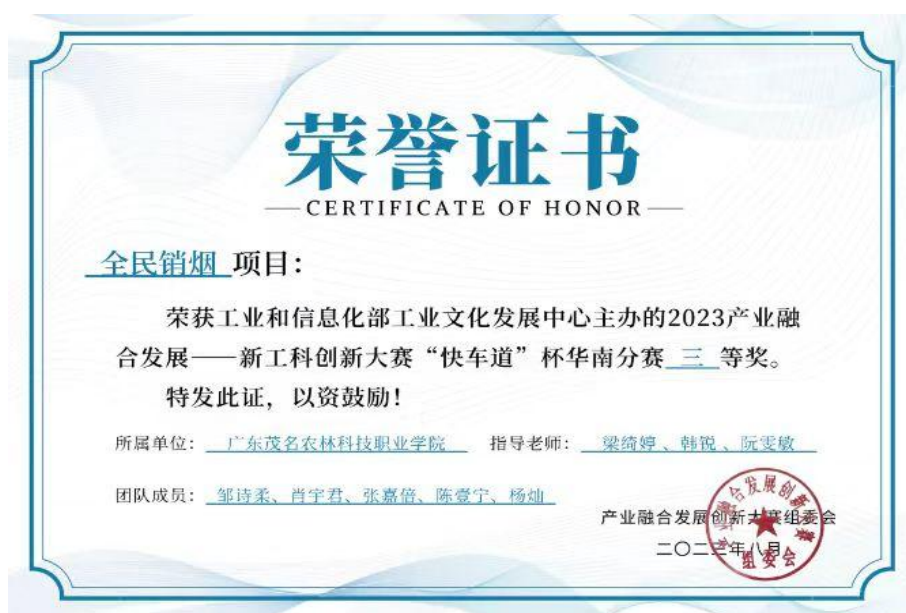 荣誉证书
CERTIFICATE OF HONOR
全民销烟 项目：
荣获工业和信息化部工业文化发展中心主办的2023产业融
合发展——新工科创新大赛“快车道”杯华南分赛 三 等奖。
特发此证，以资鼓励！
所属单位： 广东茂名农林科技职业学院 指导老师： 梁绮婷、韩锐、阮雯敏
团队成员： 邹诗柔、肖宇君、张嘉倍、陈壹宁、杨灿
产业融合发展创新大赛组委会
二〇二三年八月